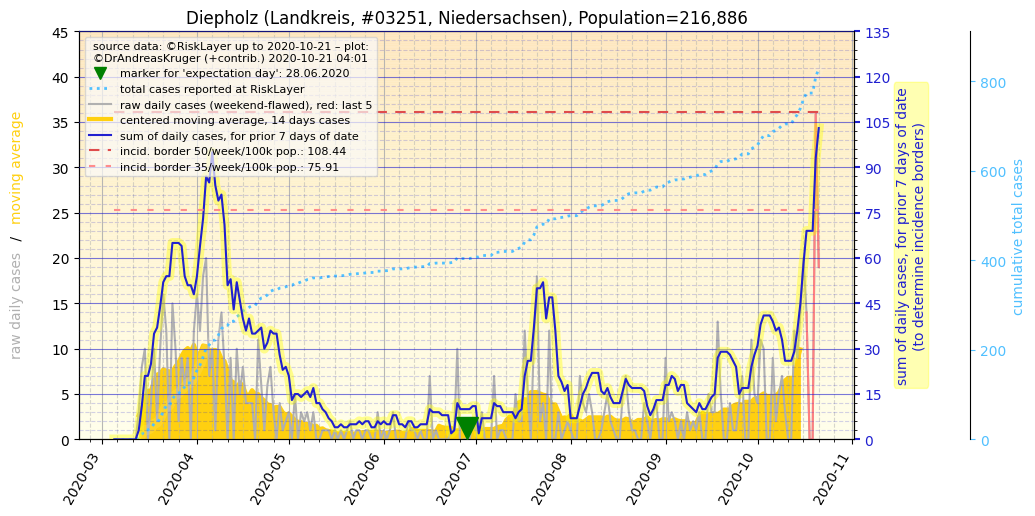 Diepholz (Landkreis, #03251, Niedersachsen), Population=216,886
source data: ©RiskLayer up to 2020-10-21 – plot:
©DrAndreasKruger (+contrib.) 2020-10-21 04:01
marker for 'expectation day': 28.06.2020
total cases reported at RiskLayer
raw daily cases (weekend-flawed), red: last 5
centered moving average, 14 days cases
sum of daily cases, for prior 7 days of date
incid. border 50/week/100k pop.: 108.44
incid. border 35/week/100k pop.: 75.91
raw daily cases / moving average
45
40
35
30
25
20
15
10
5
0
2020-03
2020-04
2020-05
2020-06
2020-07
2020-08
2020-09
2020-10
2020-11
135
120
105
90
75
60
45
30
15
0
sum of daily cases, for prior 7 days of date
(to determine incidence borders)
800
600
400
200
0
cumulative total cases